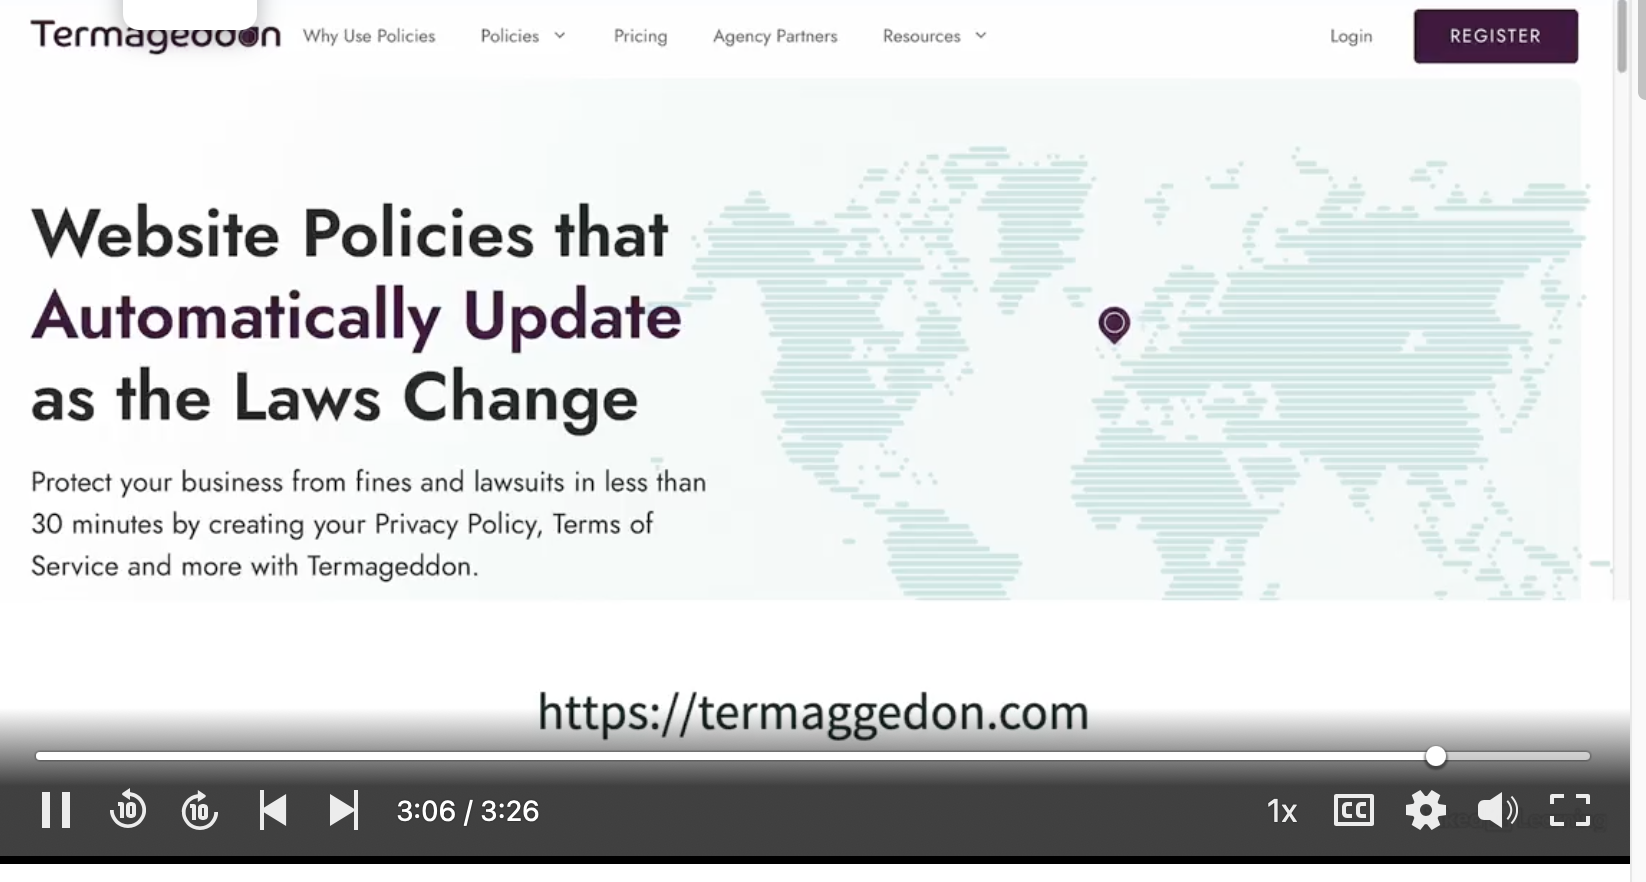 Termageddon Why Use Policies Policies Pricing Agency Partners Resources Login REGISTER
Website Policies that
Automatically Update
as the Laws Change
Protect your business from fines and lawsuits in less than
30 minutes by creating your Privacy Policy, Terms of
Service and more with Termageddon.
https://termaggedon.com
10 10 3:06 / 3:26 1x CC